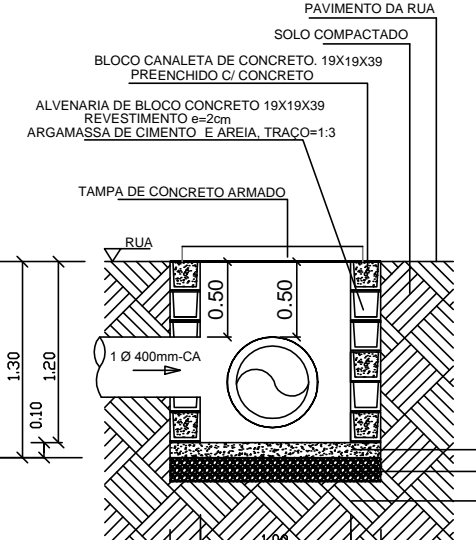 PAVIMENTO DA RUA
SOLO COMPACTADO
BLOCO CANALETA DE CONCRETO. 19X19X39
PREENCHIDO C/ CONCRETO
ALVENARIA DE BLOCO CONCRETO 19X19X39
REVESTIMENTO e=2cm
ARGAMASSA DE CIMENTO E AREIA, TRAÇO=1:3
TAMPA DE CONCRETO ARMADO
RUA
0.50
0.50
1.30
1.20
0.10
1 Ø 400mm-CA